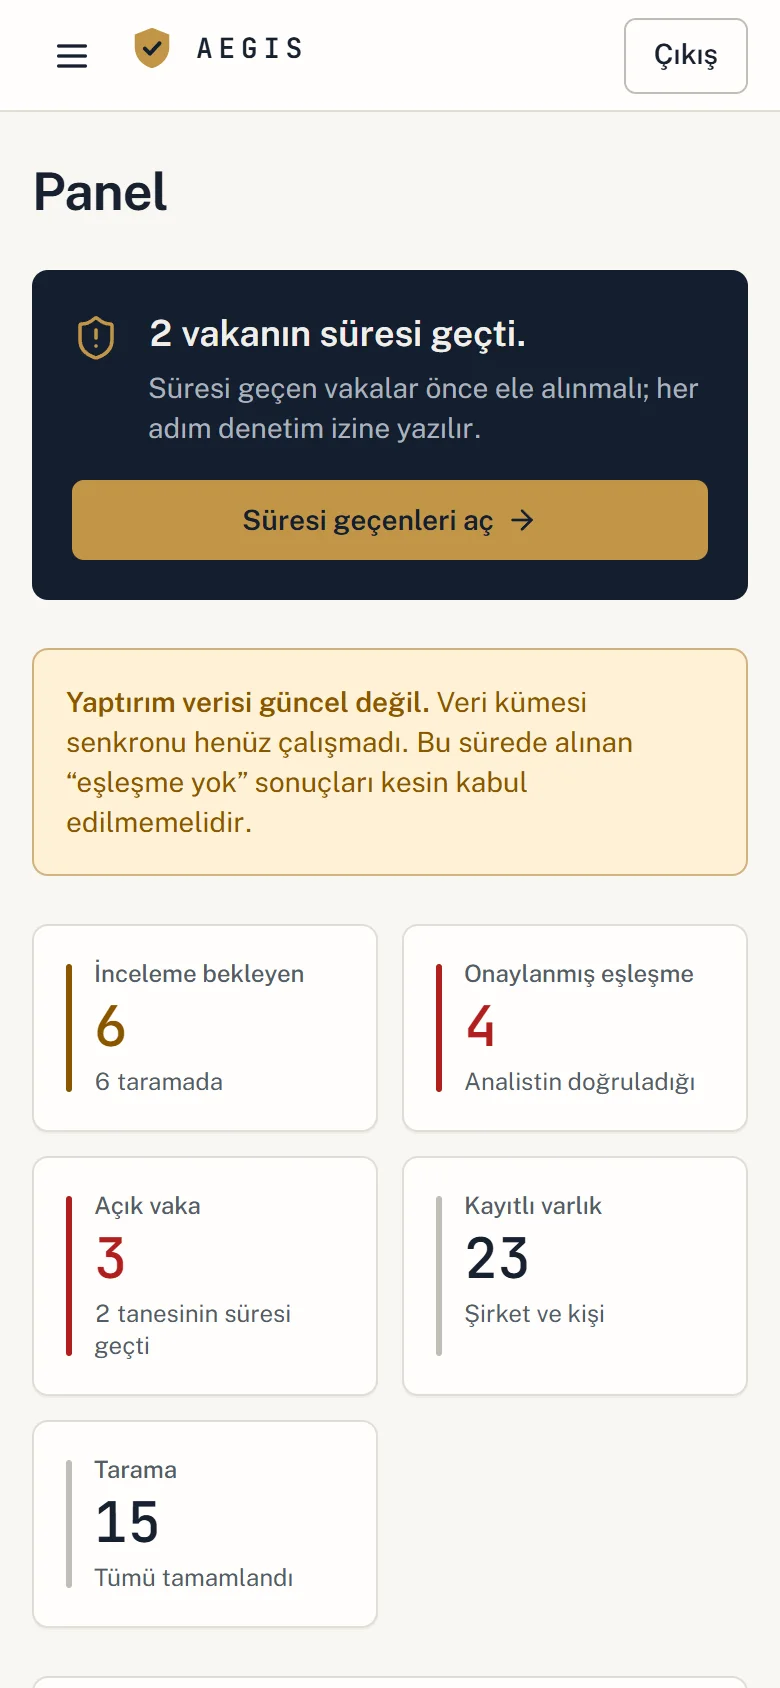 AEGIS
Çıkış
Panel
2 vakanın süresi geçti.
Süresi geçen vakalar önce ele alınmalı; her
adım denetim izine yazılır.
Süresi geçenleri aç →
Yaptırım verisi güncel değil. Veri kümesi
senkronu henüz çalışmadı. Bu sürede alınan
“eşleşme yok” sonuçları kesin kabul
edilmemelidir.
İnceleme bekleyen
6
6 taramada
Onaylanmış eşleşme
4
Analistin doğruladığı
Açık vaka
3
2 tanesinin süresi
geçti
Kayıtlı varlık
23
Şirket ve kişi
Tarama
15
Tümü tamamlandı